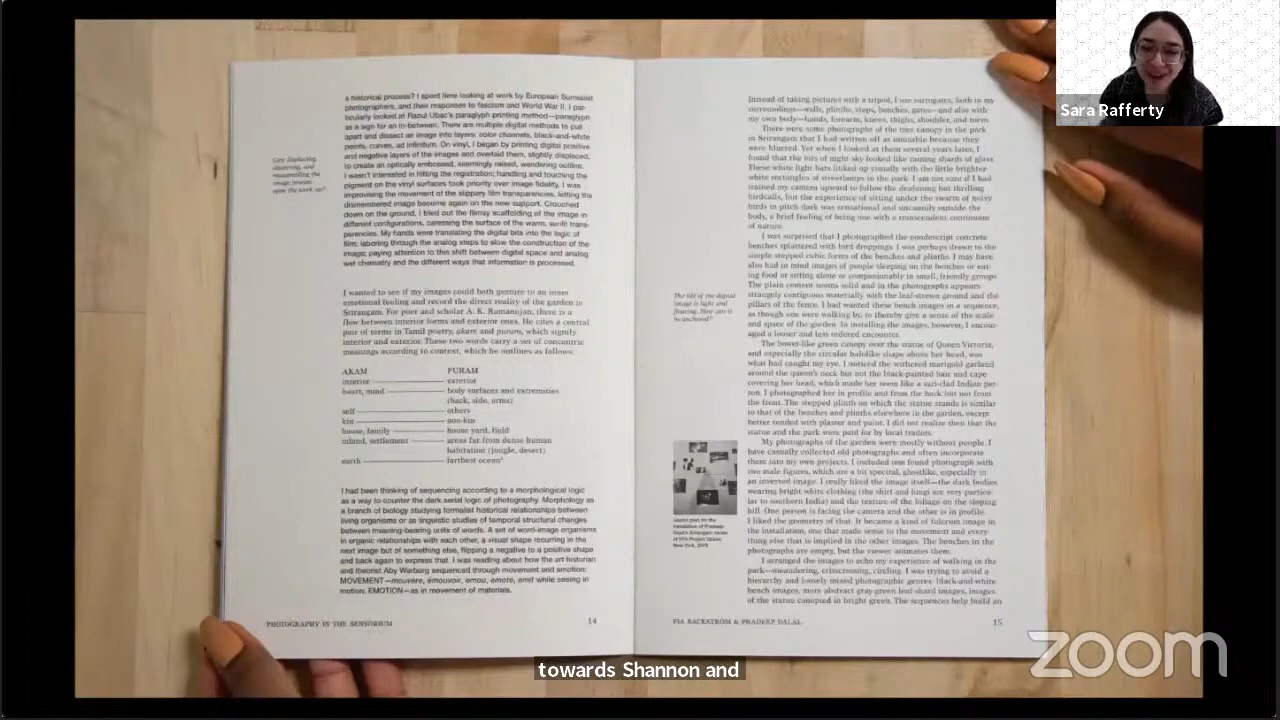 a historical process? I spent time looking at work by European Surrealist
photographers, and their responses to fascism and World War II. I par-
ticularly looked at Raoul Ubac's paraglyph printing method—paraglyph
as a sign for an in-between. There are multiple digital methods to pull
apart and dissect an image into layers: color channels, black-and-white
points, curves, ad infinitum. On vinyl, I began by printing digital positive
and negative layers of the images and overlaid them, slightly displaced,
to create an optically embossed, seemingly raised, wandering outline.
I wasn't interested in hitting the registration; handling and touching the
pigment on the vinyl surfaces took priority over image fidelity. I was
improvising the movement of the slippery film transparencies, letting the
dismembered image become again on the new support. Crouched
down on the ground, I tried out the flimsy scaffolding of the image in
different configurations, caressing the surface of the warm, sunlit trans-
parencies. My hands were translating the digital bits into the logic of
film; laboring through the analog steps to slow the construction of the
image; paying attention to this shift between digital space and analog
wet chemistry and the different ways that information is processed.
Can displacing,
and
reassembling the
image process
open the work up?
I wanted to see if my images could both gesture to an inner
emotional feeling and record the direct reality of the garden in
Srirangam. For poet and scholar A. K. Ramanujan, there is a
flow between interior forms and exterior ones. He cites a central
pair of terms in Tamil poetry, akam and puram, which signify
interior and exterior. These two words carry a set of concentric
meanings according to context, which he outlines as follows:
AKAM PURAM
interior exterior
heart, mind body surfaces and extremities
(back, side, arms)
self others
kin non-kin
house, family house yard, field
inland, settlement areas far from dense human
habitation (jungle, desert)
earth farthest ocean
I had been thinking of sequencing according to a morphological logic
as a way to counter the dark serial logic of photography. Morphology as
a branch of biology studying formalist historical relationships between
living organisms or as linguistic studies of temporal structural changes
between meaning-bearing units of words. A set of word-image organisms
in organic relationships with each other, a visual shape recurring in the
next image but of something else, flipping a negative to a positive shape
and back again to express that. I was reading about how the art historian
and theorist Aby Warburg sequenced through movement and emotion:
MOVEMENT—mouvere, émouvoir, emou, emote, emit while seeing in
motion. EMOTION—as in movement of materials.
PHOTOGRAPHY IS THE SENSORIUM 14
Instead of taking pictures with a tripod, I use surrogates, both in my
surroundings—walls, plinths, steps, benches, gates—and also with
my own body—hands, forearms, knees, thighs, shoulder, and torso.
There were some photographs of the tree canopy in the park
in Srirangam that I had written off as unusable because they
were blurred. Yet when I looked at them several years later, I
found that the bits of night sky looked like raining shards of glass.
These white light bits linked up visually with the little brighter
white rectangles of streetlamps in the park. I am not sure if I had
trained my camera upward to follow the deafening but thrilling
birdcalls, but the experience of sitting under the swarm of noisy
birds in pitch dark was sensational and uncannily outside the
body, a brief feeling of being one with a transcendent continuum
of nature.
I was surprised that I photographed the nondescript concrete
benches splattered with bird droppings. I was perhaps drawn to the
simple stepped cubic forms of the benches and plinths. I may have
also had in mind images of people sleeping on the benches or eat-
ing food or sitting alone or companionably in small, friendly groups.
The plain cement seems solid and in the photographs appears
strangely contiguous materially with the leaf-strewn ground and the
pillars of the fence. I had wanted these bench images in a sequence,
as though one were walking by, to thereby give a sense of the scale
and space of the garden. In installing the images, however, I encour-
aged a looser and less ordered encounter.
The tilt of the digital
image is light and
fleeting. How can it
be anchored?
The bower-like green canopy over the statue of Queen Victoria,
and especially the circular halolike shape above her head, was
what had caught my eye. I noticed the withered marigold garland
around the queen's neck but not the black-painted hair and cape
covering her head, which made her seem like a sari-clad Indian per-
son. I photographed her in profile and from the back but not from
the front. The stepped plinth on which the statue stands is similar
to that of the benches and plinths elsewhere in the garden, except
better tended with plaster and paint. I did not realize then that the
statue and the park were paid for by local traders.
My photographs of the garden were mostly without people. I
have casually collected old photographs and often incorporate
them into my own projects. I included one found photograph with
two male figures, which are a bit spectral, ghostlike, especially in
an inverted image. I really liked the image itself—the dark bodies
wearing bright white clothing (the shirt and lungi are very particu-
lar to southern India) and the texture of the foliage on the sloping
hill. One person is facing the camera and the other is in profile.
I liked the geometry of that. It became a kind of fulcrum image in
the installation, one that made sense to the movement and every
thing else that is implied in the other images. The benches in the
photographs are empty, but the viewer animates them.
I arranged the images to echo my experience of walking in the
park—meandering, crisscrossing, circling. I was trying to avoid a
hierarchy and loosely mixed photographic genres: black-and-white
bench images, more abstract gray-green leaf-shard images, images
of the statue canopied in bright green. The sequences help build an
Layout plan for the
installation of Pradeep
Dalal's Srirangam series
at
New York, 2019
PIA RACKSTRÖM & PRADEEP DALAL 15
Sara Rafferty
towards Shannon and
zoom